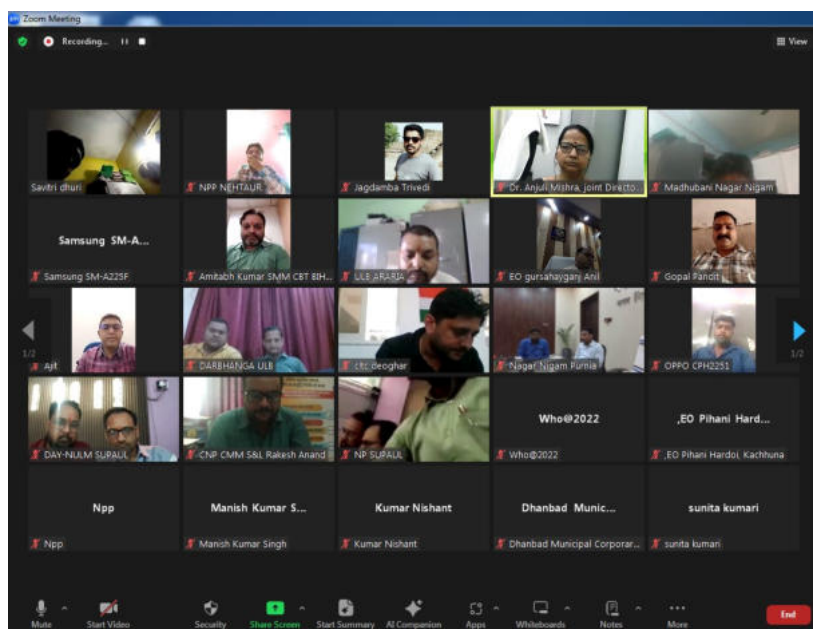 Zoom Meeting
Recording...
View
Savitri dhuri
NPP NEHTAUR
Jagdamba Trivedi
Dr. Anjuli Mishra, joint Directo...
Madhubani Nagar Nigam
Samsung SM-A...
Samsung SM-A225F
Amitabh Kumar SMM CBT BIH...
ULB ARARIA
EO gursahayganj Anil
Gopal Pandit
1/2
Ajit
DARBHANGA ULB
citc deoghar
Nagar Nigam Purnia
OPPO CPH2251
1/2
DAY-NULM SUPAUL
CNP CMM S&L Rakesh Anand
NP SUPAUL
Who@2022
Who@2022
,EO Pihani Hard...
,EO Pihani Hardoi, Kachhuna
Npp
Npp
Manish Kumar S...
Manish Kumar Singh
Kumar Nishant
Kumar Nishant
Dhanbad Munic...
Dhanbad Municipal Corporar...
sunita kumari
sunita kumari
Mute
Start Video
Security
Share Screen
Start Summary
AI Companion
Apps
Whiteboards
Notes
More
End